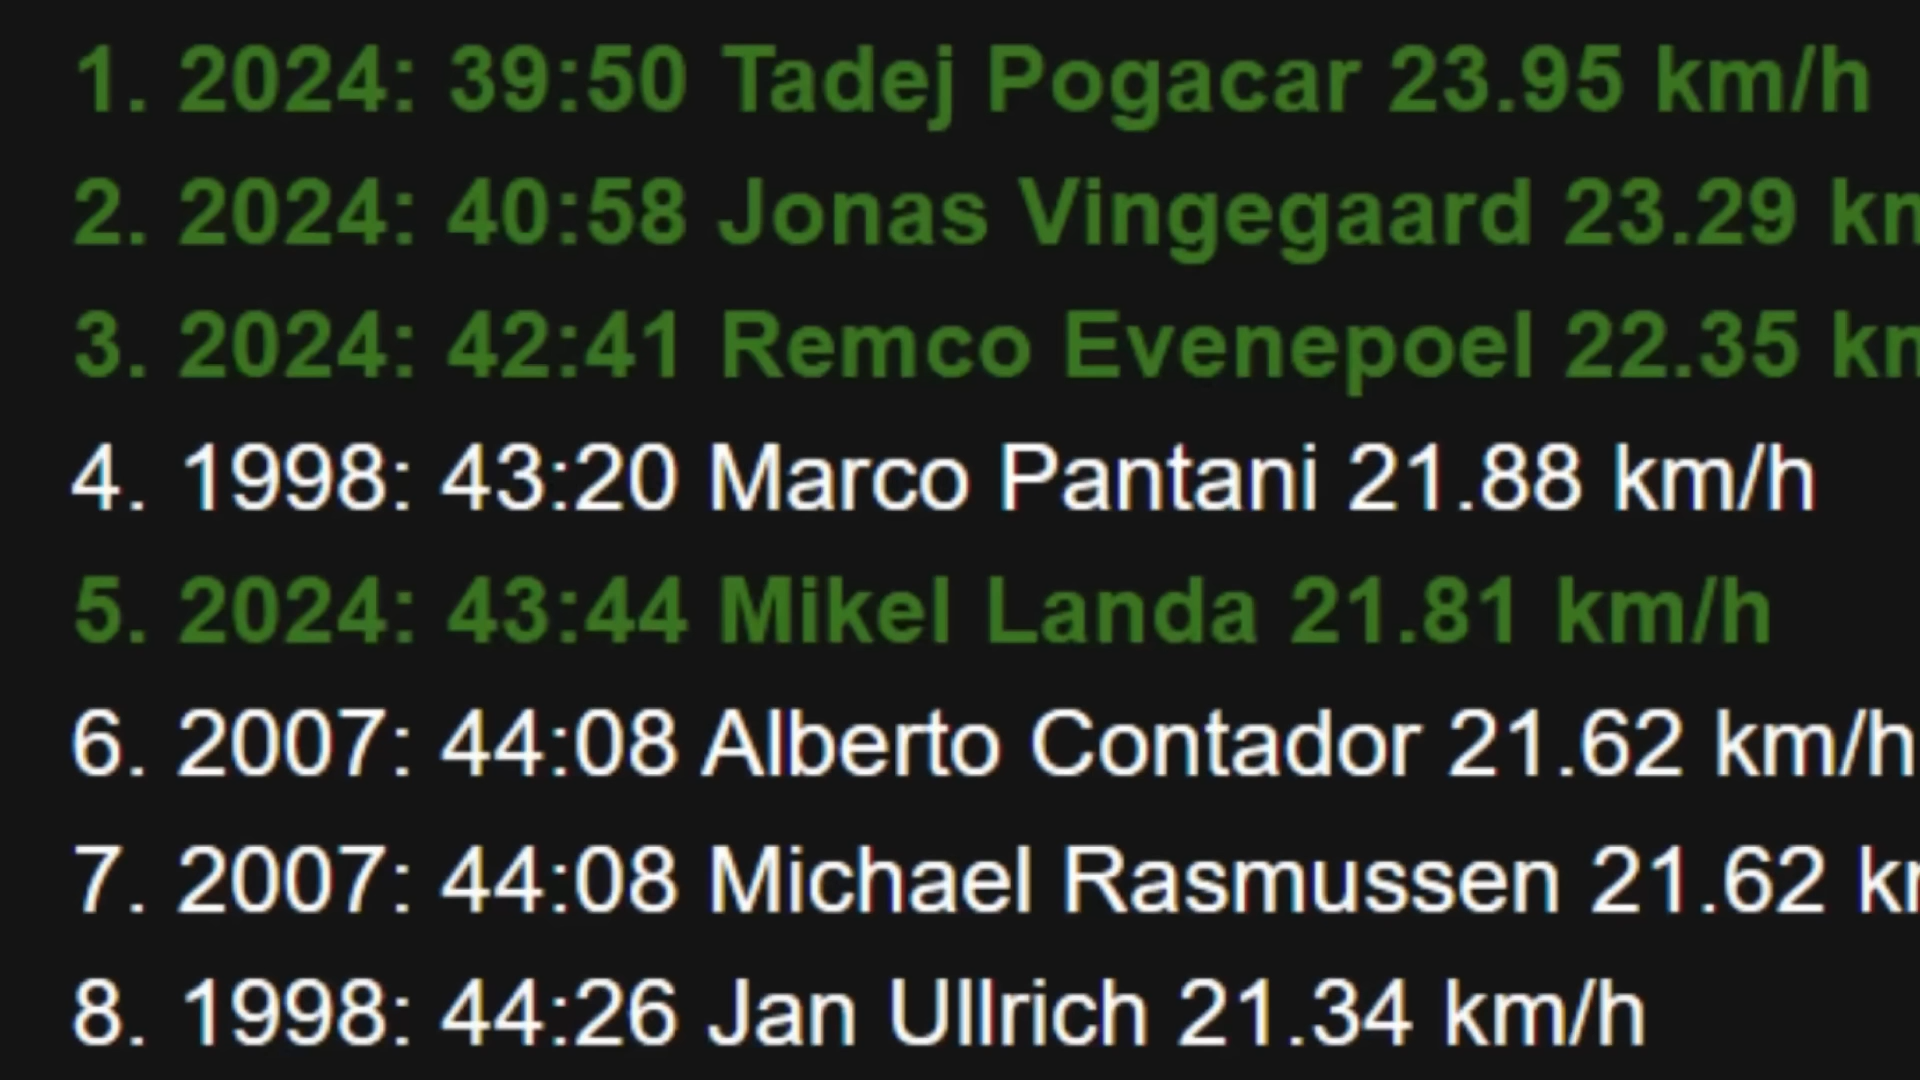 1. 2024: 39:50 Tadej Pogacar 23.95 km/h
2. 2024: 40:58 Jonas Vingegaard 23.29
3. 2024: 42:41 Remco Evenepoel 22.35
4. 1998: 43:20 Marco Pantani 21.88 km/h
5. 2024: 43:44 Mikel Landa 21.81 km/h
6. 2007: 44:08 Alberto Contador 21.62 km/h
7. 2007: 44:08 Michael Rasmussen 21.62
8. 1998: 44:26 Jan Ullrich 21.34 km/h